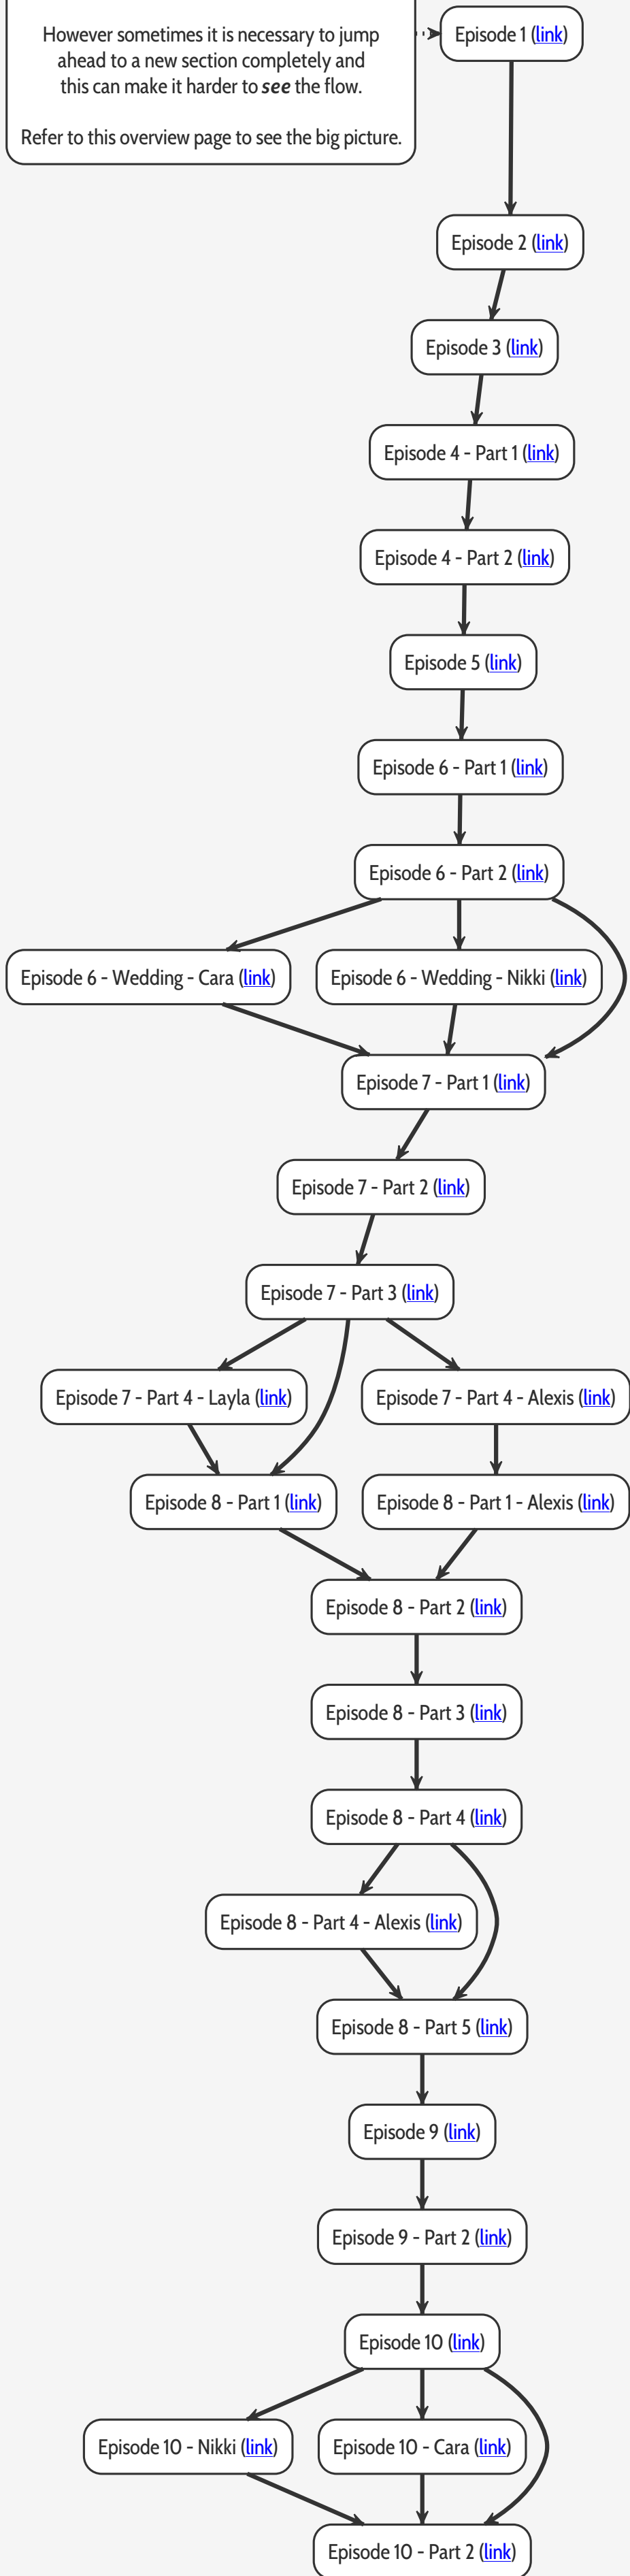 However sometimes it is necessary to jump
ahead to a new section completely and
this can make it harder to see the flow.
Refer to this overview page to see the big picture.
Episode 1 (link)
Episode 2 (link)
Episode 3 (link)
Episode 4 - Part 1 (link)
Episode 4 - Part 2 (link)
Episode 5 (link)
Episode 6 - Part 1 (link)
Episode 6 - Part 2 (link)
Episode 6 - Wedding - Cara (link)
Episode 6 - Wedding - Nikki (link)
Episode 7 - Part 1 (link)
Episode 7 - Part 2 (link)
Episode 7 - Part 3 (link)
Episode 7 - Part 4 - Layla (link)
Episode 7 - Part 4 - Alexis (link)
Episode 8 - Part 1 (link)
Episode 8 - Part 1 - Alexis (link)
Episode 8 - Part 2 (link)
Episode 8 - Part 3 (link)
Episode 8 - Part 4 (link)
Episode 8 - Part 4 - Alexis (link)
Episode 8 - Part 5 (link)
Episode 9 (link)
Episode 9 - Part 2 (link)
Episode 10 (link)
Episode 10 - Nikki (link)
Episode 10 - Cara (link)
Episode 10 - Part 2 (link)